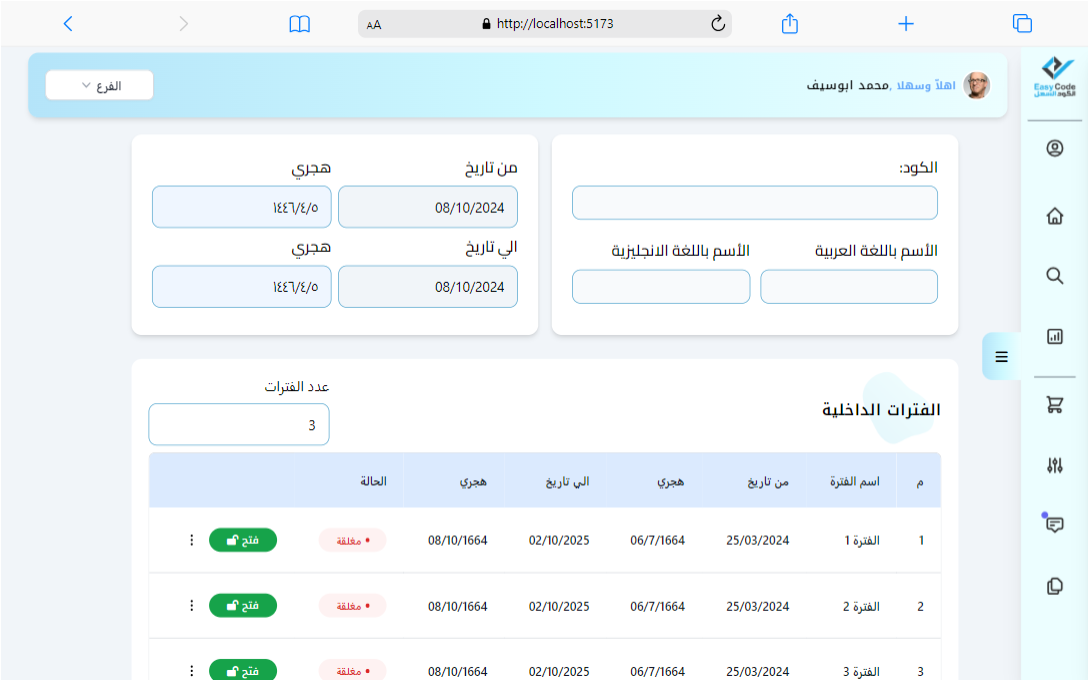 AA http://localhost:5173
EasyCode
الكود السهل
اهلاً وسهلا ,محمد ابوسيف
الفرع
الكود:
الأسم باللغة العربية الأسم باللغة الانجليزية
من تاريخ هجري
08/10/2024 ١٤٤٦/٤/٥
الي تاريخ هجري
08/10/2024 ١٤٤٦/٤/٥
الفترات الداخلية
عدد الفترات
3
م اسم الفترة من تاريخ هجري الي تاريخ هجري الحالة
1 الفترة 1 25/03/2024 06/7/1664 02/10/2025 08/10/1664 مغلقة فتح
2 الفترة 2 25/03/2024 06/7/1664 02/10/2025 08/10/1664 مغلقة فتح
3 الفترة 3 25/03/2024 06/7/1664 02/10/2025 08/10/1664 مغلقة فتح